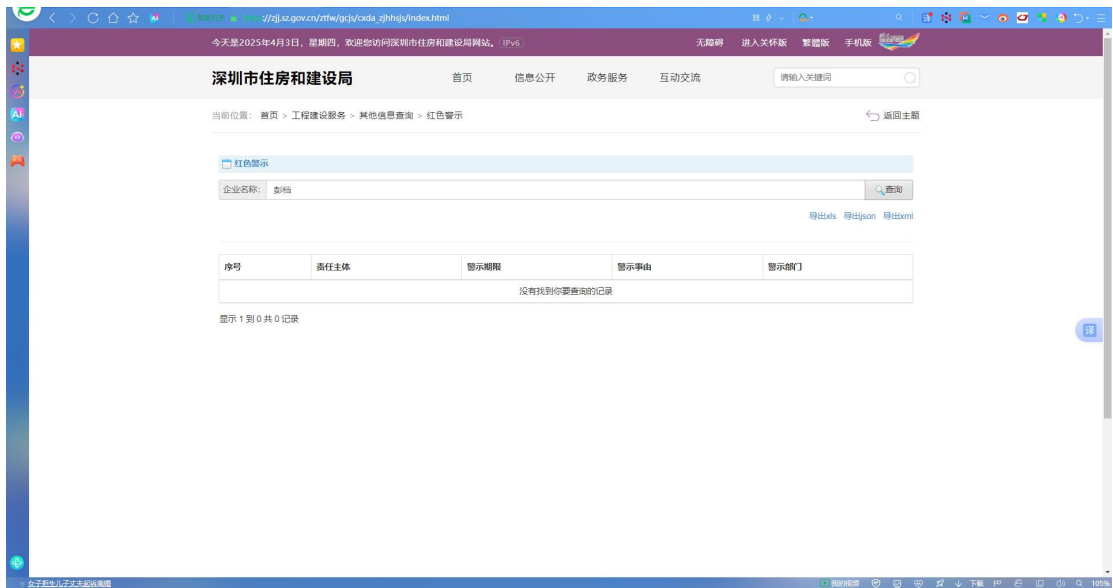 //zjj.sz.gov.cn/ztfw/gcjs/cxda_zjhhsjs/index.html
今天是2025年4月3日，星期四，欢迎您访问深圳市住房和建设局网站。 IPv6 无障碍 进入关怀版 繁體版 手机版
深圳市住房和建设局 首页 信息公开 政务服务 互动交流 请输入关键词
当前位置： 首页 > 工程建设服务 > 其他信息查询 > 红色警示 返回主题
红色警示
企业名称: 彭档 查询
导出xls 导出json 导出xml
序号 责任主体 警示期限 警示事由 警示部门
没有找到你要查询的记录
显示 1 到 0 共 0 记录
译
AI
女子拒生儿子丈夫起诉离婚 我的视频 下载 105%